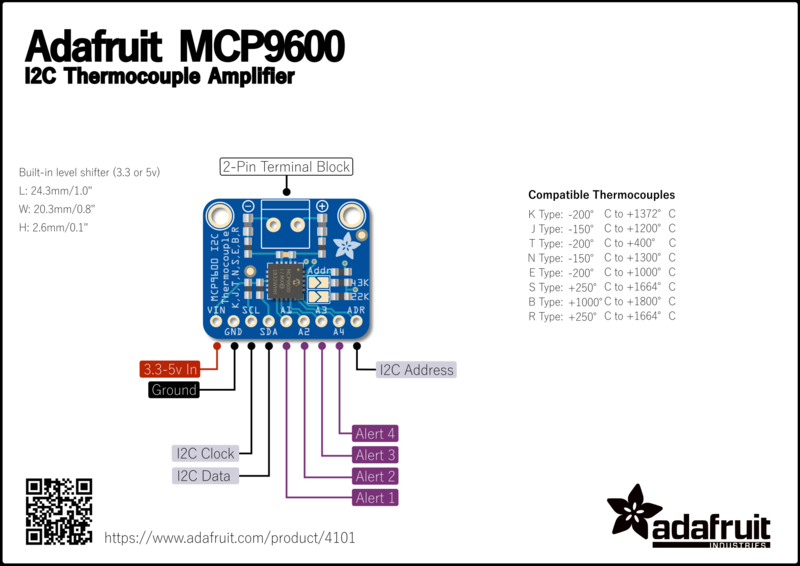 Adafruit MCP9600
I2C Thermocouple Amplifier
Built-in level shifter (3.3 or 5v)
L: 24.3mm/1.0"
W: 20.3mm/0.8"
H: 2.6mm/0.1"
2-Pin Terminal Block
MCP9600 I2C
Thermocouple
K,J,T,N,S,E,B,R
Addr
43K
22K
VIN
GND
SCL
SDA
A1
A2
A3
A4
ADR
3.3-5v In
Ground
I2C Clock
I2C Data
I2C Address
Alert 4
Alert 3
Alert 2
Alert 1
Compatible Thermocouples
K Type: -200° C to +1372° C
J Type: -150° C to +1200° C
T Type: -200° C to +400° C
N Type: -150° C to +1300° C
E Type: -200° C to +1000° C
S Type: +250° C to +1664° C
B Type: +1000° C to +1800° C
R Type: +250° C to +1664° C
https://www.adafruit.com/product/4101
adafruit
INDUSTRIES